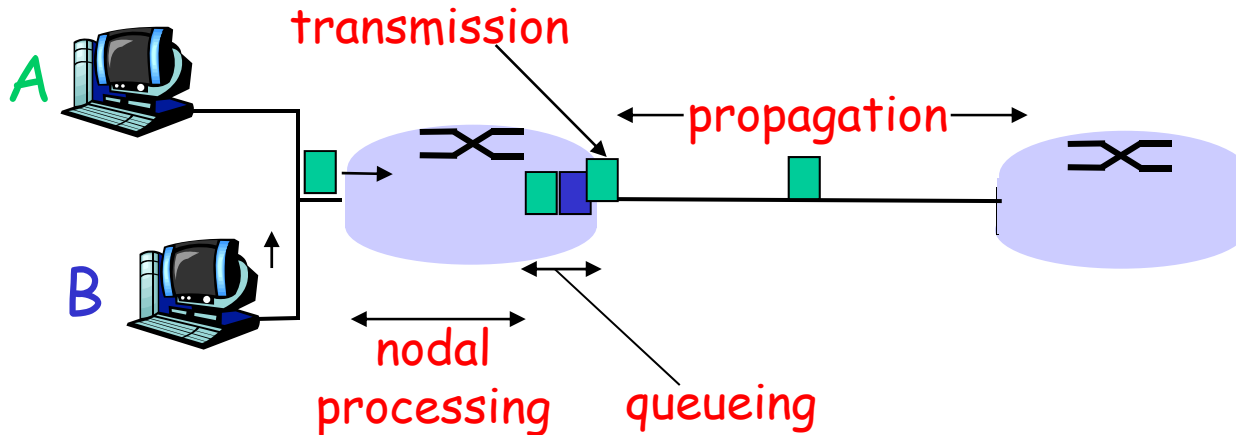 transmission
A
propagation
B
nodal
processing
queueing